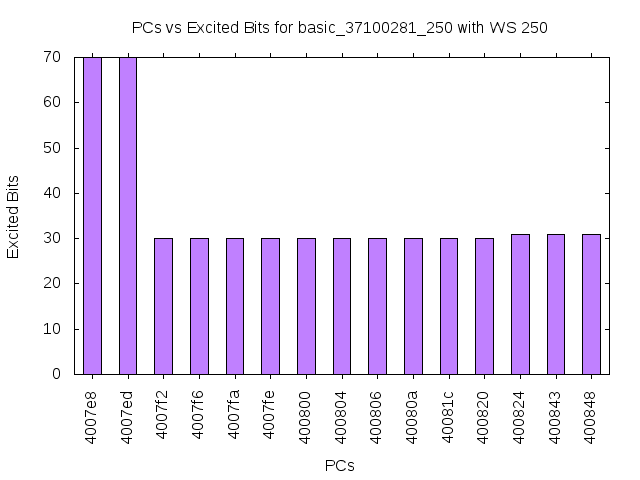 PCs vs Excited Bits for basic_37100281_250 with WS 250
70
60
50
40
30
20
10
0
Excited Bits
4007e8
4007ed
4007f2
4007f6
4007fa
4007fe
400800
400804
400806
40080a
40081c
400820
400824
400843
400848
PCs